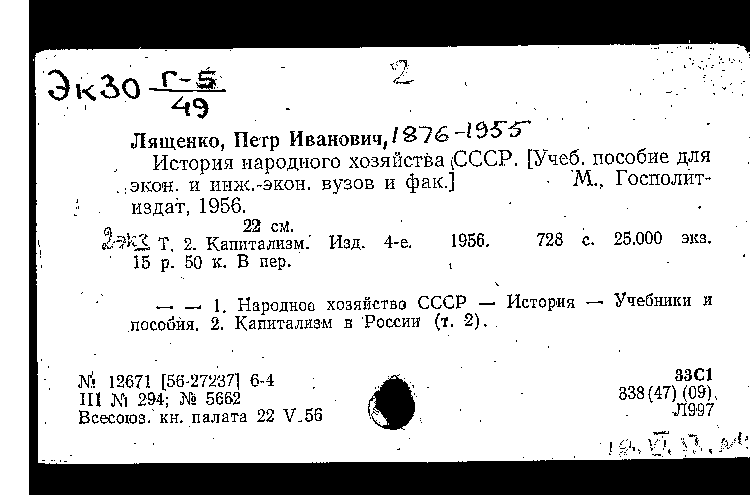 2
Эк30 Г-5
49
Лященко, Петр Иванович, 1876-1955
История народного хозяйства СССР. [Учеб. пособие для
экон. и инж.-экон. вузов и фак.] М., Госполит-
издат, 1956.
22 см.
2 экз Т. 2. Капитализм. Изд. 4-е. 1956. 728 с. 25.000 экз.
15 р. 50 к. В пер.
— — 1. Народное хозяйство СССР — История — Учебники и
пособия. 2. Капитализм в России (т. 2).
№ 12671 [56-27237] 6-4
33С1
III № 294; № 5662
338(47)(09)
Всесоюз. кн. палата 22 V-56
Л997